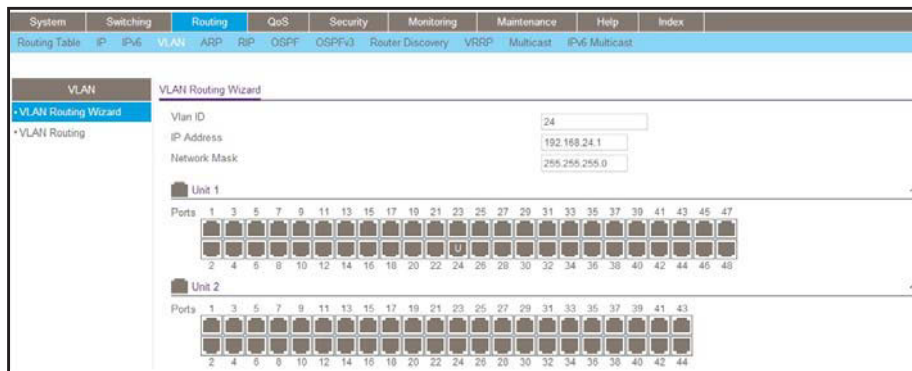 System Switching Routing QoS Security Monitoring Maintenance Help Index
Routing Table IP IPv6 VLAN ARP RIP OSPF OSPFv3 Router Discovery VRRP Multicast IPv6 Multicast
VLAN
• VLAN Routing Wizard
• VLAN Routing
VLAN Routing Wizard
Vlan ID 24
IP Address 192.168.24.1
Network Mask 255.255.255.0
Unit 1
Ports 1 3 5 7 9 11 13 15 17 19 21 23 25 27 29 31 33 35 37 39 41 43 45 47
U
2 4 6 8 10 12 14 16 18 20 22 24 26 28 30 32 34 36 38 40 42 44 46 48
Unit 2
Ports 1 3 5 7 9 11 13 15 17 19 21 23 25 27 29 31 33 35 37 39 41 43
2 4 6 8 10 12 14 16 18 20 22 24 26 28 30 32 34 36 38 40 42 44